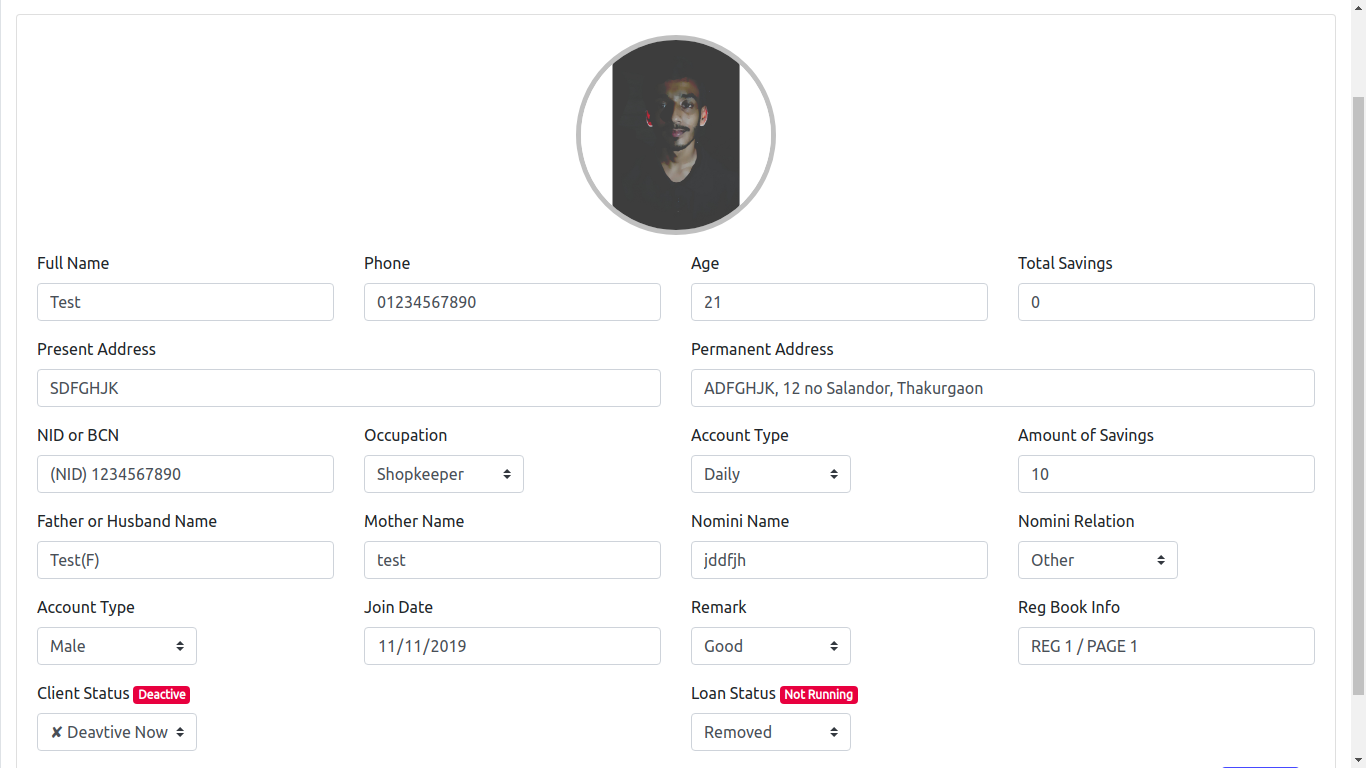 Full Name Phone Age Total Savings
Test 01234567890 21 0
Present Address Permanent Address
SDFGHJK ADFGHJK, 12 no Salandor, Thakurgaon
NID or BCN Occupation Account Type Amount of Savings
(NID) 1234567890 Shopkeeper Daily 10
Father or Husband Name Mother Name Nomini Name Nomini Relation
Test(F) test jddfjh Other
Account Type Join Date Remark Reg Book Info
Male 11/11/2019 Good REG 1 / PAGE 1
Client Status Deactive Loan Status Not Running
✘ Deavtive Now Removed